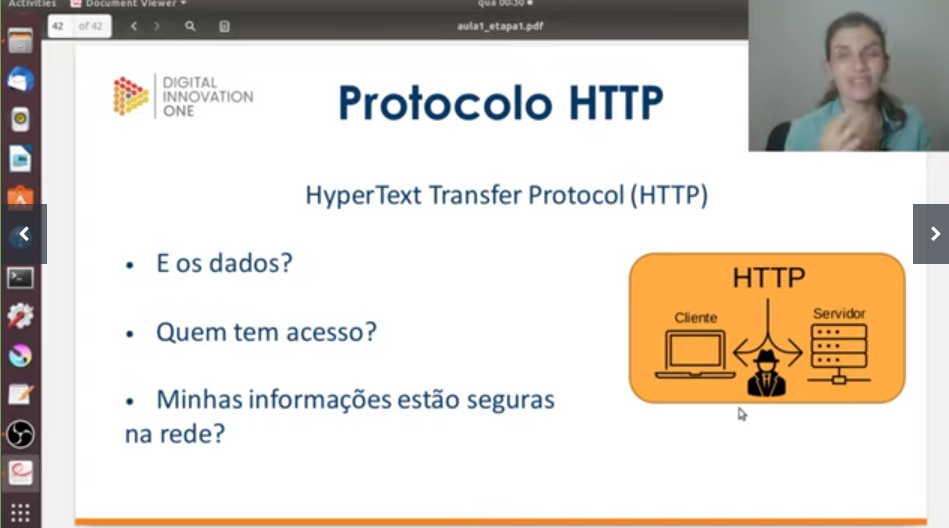 Activities
Document Viewer
qua 00:30
42
of 42
aula1_etapa1.pdf
DIGITAL
INNOVATION
ONE
Protocolo HTTP
HyperText Transfer Protocol (HTTP)
• E os dados?
• Quem tem acesso?
• Minhas informações estão seguras
na rede?
HTTP
Cliente
Servidor